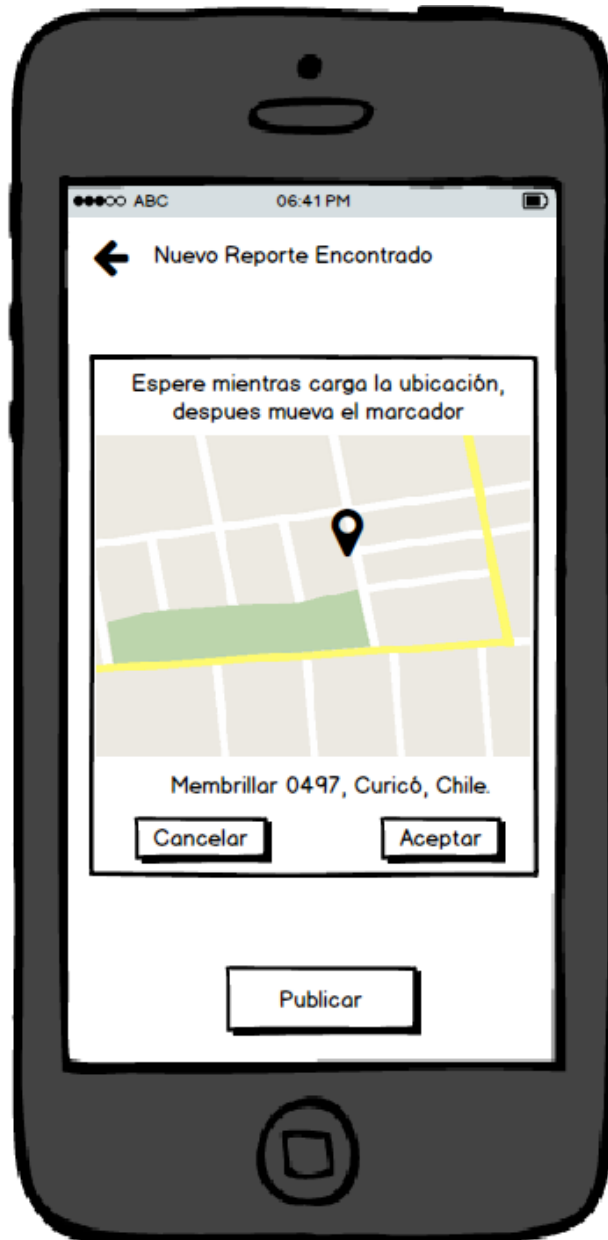 ABC 06:41 PM
Nuevo Reporte Encontrado
Espere mientras carga la ubicación,
despues mueva el marcador
Membrillar 0497, Curicó, Chile.
Cancelar Aceptar
Publicar